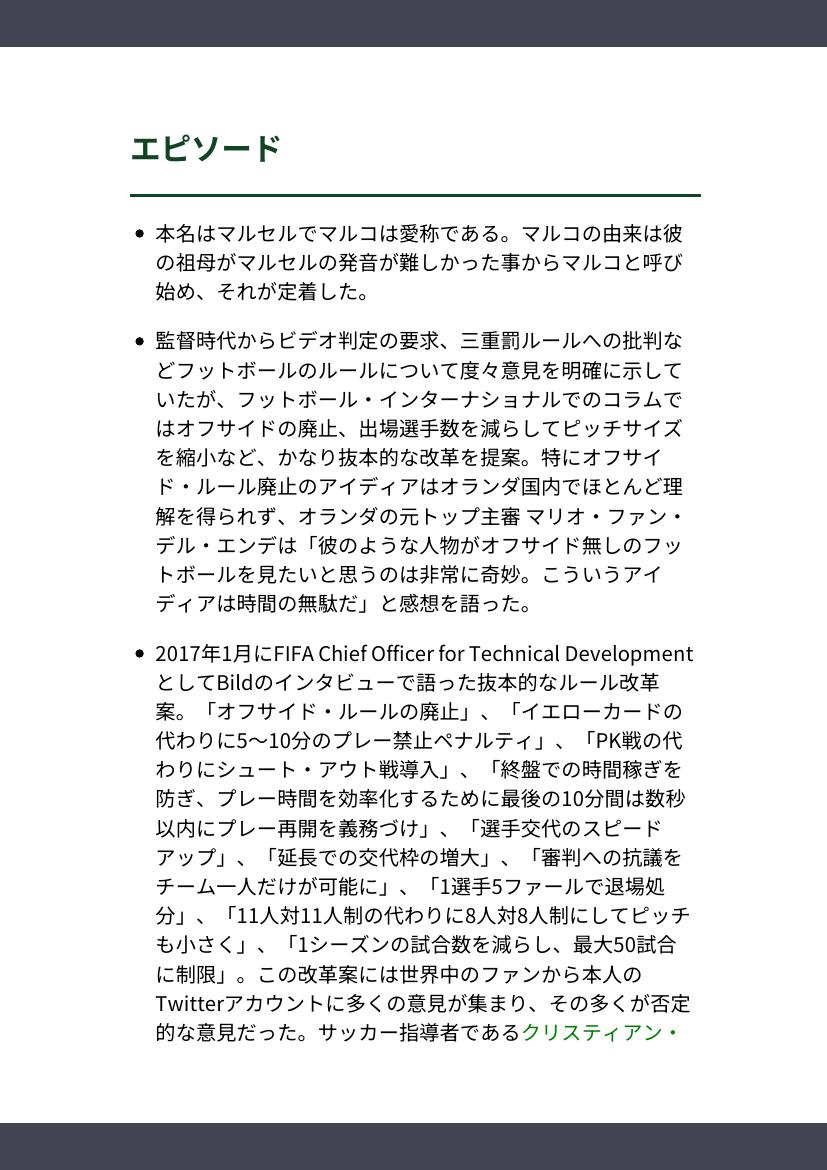 エピソード
本名はマルセルでマルコは愛称である。マルコの由来は彼
の祖母がマルセルの発音が難しかった事からマルコと呼び
始め、それが定着した。
監督時代からビデオ判定の要求、三重罰ルールへの批判な
どフットボールのルールについて度々意見を明確に示して
いたが、フットボール・インターナショナルでのコラムで
はオフサイドの廃止、出場選手数を減らしてピッチサイズ
を縮小など、かなり抜本的な改革を提案。特にオフサイ
ド・ルール廃止のアイディアはオランダ国内でほとんど理
解を得られず、オランダの元トップ主審 マリオ・ファン・
デル・エンデは「彼のような人物がオフサイド無しのフッ
トボールを見たいと思うのは非常に奇妙。こういうアイ
ディアは時間の無駄だ」と感想を語った。
2017年1月にFIFA Chief Officer for Technical Development
としてBildのインタビューで語った抜本的なルール改革
案。「オフサイド・ルールの廃止」、「イエローカードの
代わりに5〜10分のプレー禁止ペナルティ」、「PK戦の代
わりにシュート・アウト戦導入」、「終盤での時間稼ぎを
防ぎ、プレー時間を効率化するために最後の10分間は数秒
以内にプレー再開を義務づけ」、「選手交代のスピード
アップ」、「延長での交代枠の増大」、「審判への抗議を
チーム一人だけが可能に」、「1選手5ファールで退場処
分」、「11人対11人制の代わりに8人対8人制にしてピッチ
も小さく」、「1シーズンの試合数を減らし、最大50試合
に制限」。この改革案には世界中のファンから本人の
Twitterアカウントに多くの意見が集まり、その多くが否定
的な意見だった。サッカー指導者であるクリスティアン・